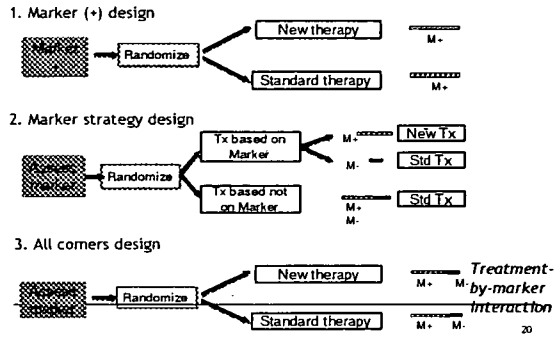 1. Marker (+) design
Marker
Randomize
New therapy
M+
Standard therapy
M+
2. Marker strategy design
Randomize
Tx based on
Marker
M+
New Tx
M-
Std Tx
Tx based not
on Marker
M+
M-
Std Tx
3. All comers design
Randomize
New therapy
M+ M-
Standard therapy
M+ M-
Treatment-
by-marker
interaction
20